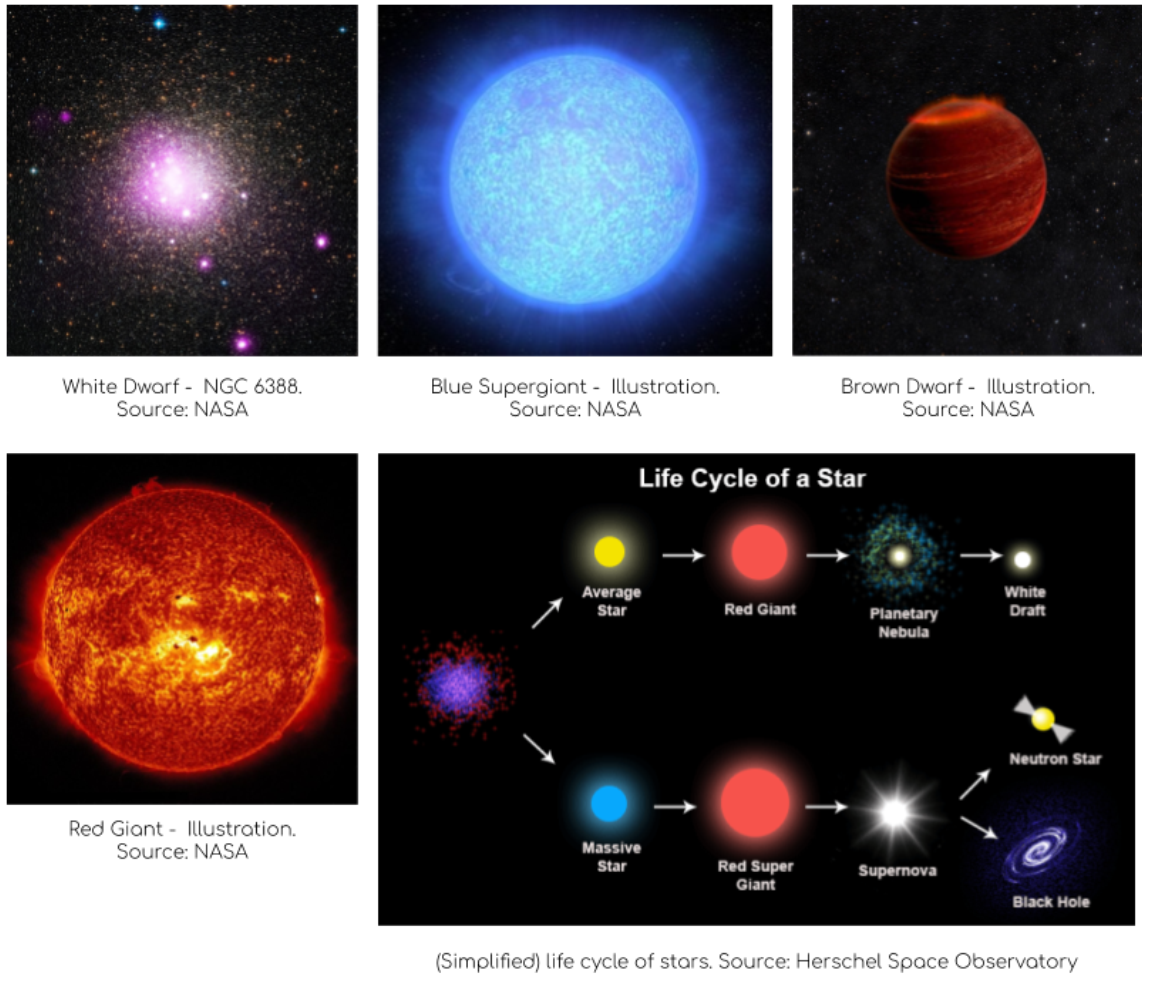 White Dwarf - NGC 6388.
Source: NASA
Blue Supergiant - Illustration.
Source: NASA
Brown Dwarf - Illustration.
Source: NASA
Red Giant - Illustration.
Source: NASA
Life Cycle of a Star
Average
Star
Red Giant
Planetary
Nebula
White
Draft
Massive
Star
Red Super
Giant
Supernova
Neutron Star
Black Hole
(Simplified) life cycle of stars. Source: Herschel Space Observatory